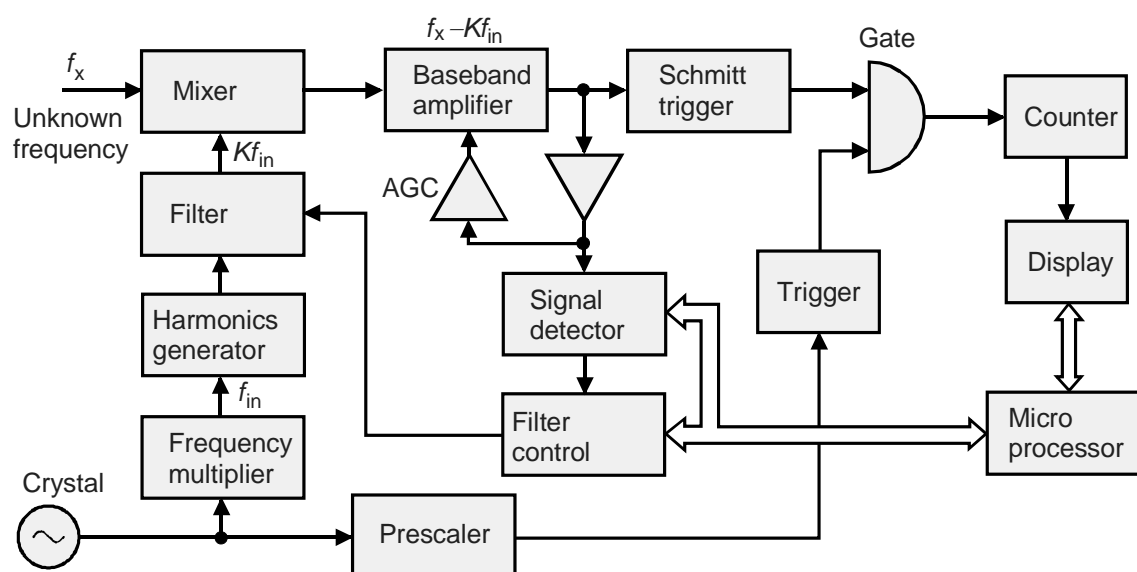 fx – Kfin
Gate
fx
Mixer
Baseband
amplifier
Schmitt
trigger
Counter
Unknown
frequency
Kfin
AGC
Filter
Display
Signal
detector
Trigger
Harmonics
generator
fin
Filter
control
Micro
processor
Frequency
multiplier
Crystal
Prescaler